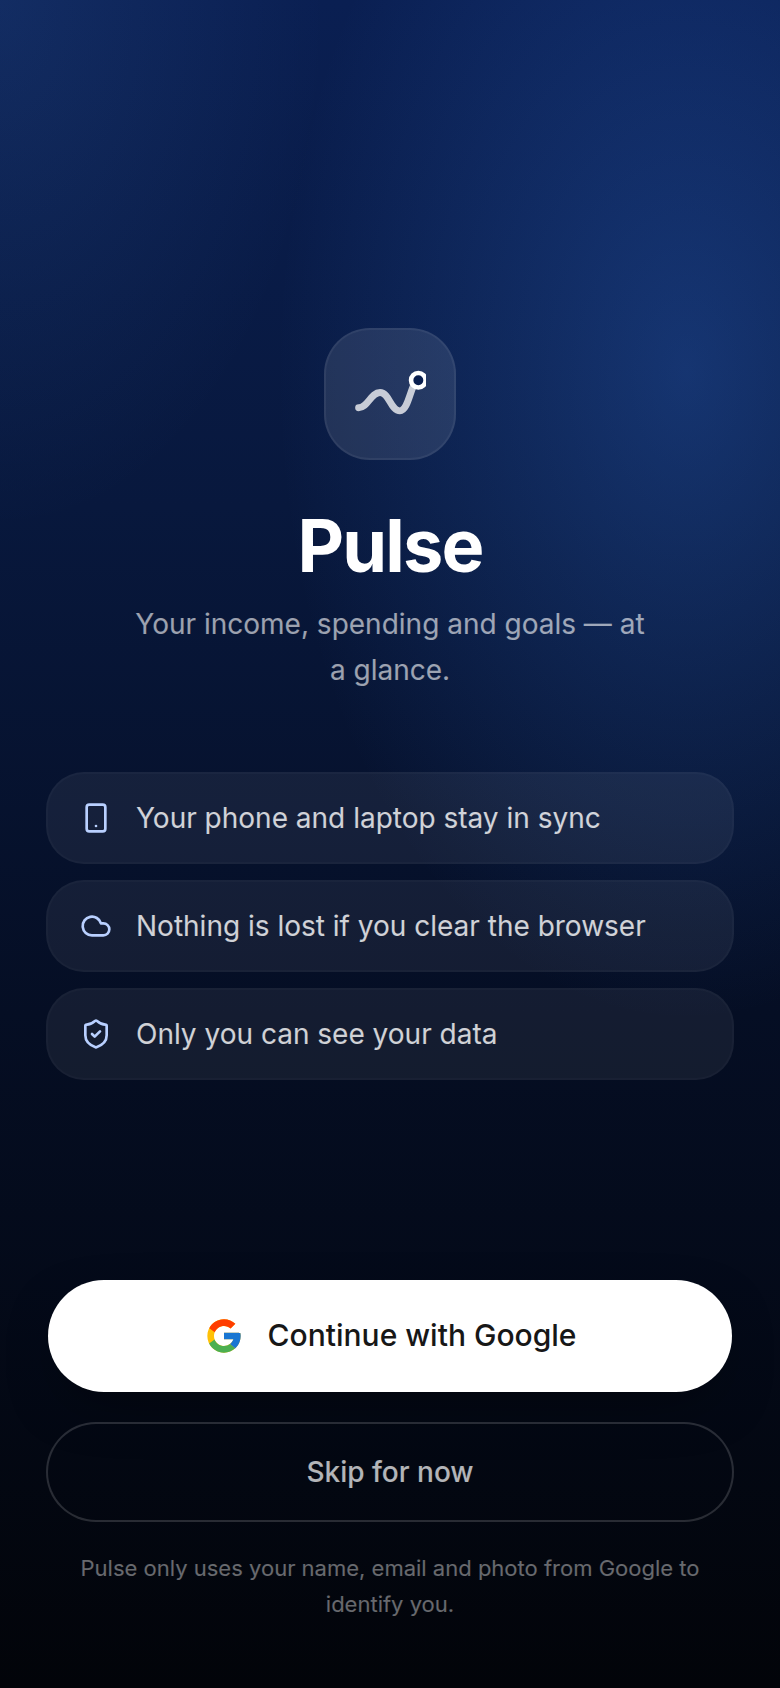 Pulse
Your income, spending and goals — at
a glance.
Your phone and laptop stay in sync
Nothing is lost if you clear the browser
Only you can see your data
Continue with Google
Skip for now
Pulse only uses your name, email and photo from Google to
identify you.